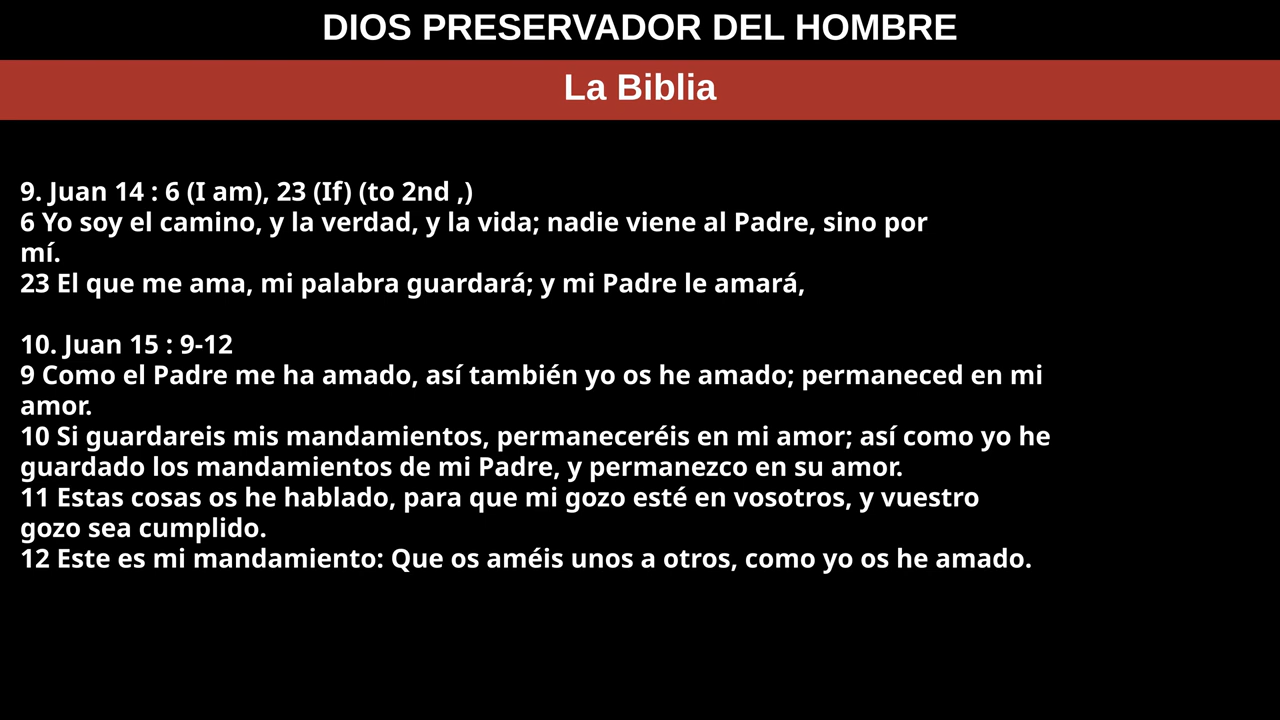 DIOS PRESERVADOR DEL HOMBRE
La Biblia
9. Juan 14 : 6 (I am), 23 (If) (to 2nd ,)
6 Yo soy el camino, y la verdad, y la vida; nadie viene al Padre, sino por
mí.
23 El que me ama, mi palabra guardará; y mi Padre le amará,
10. Juan 15 : 9-12
9 Como el Padre me ha amado, así también yo os he amado; permaneced en mi
amor.
10 Si guardareis mis mandamientos, permaneceréis en mi amor; así como yo he
guardado los mandamientos de mi Padre, y permanezco en su amor.
11 Estas cosas os he hablado, para que mi gozo esté en vosotros, y vuestro
gozo sea cumplido.
12 Este es mi mandamiento: Que os améis unos a otros, como yo os he amado.